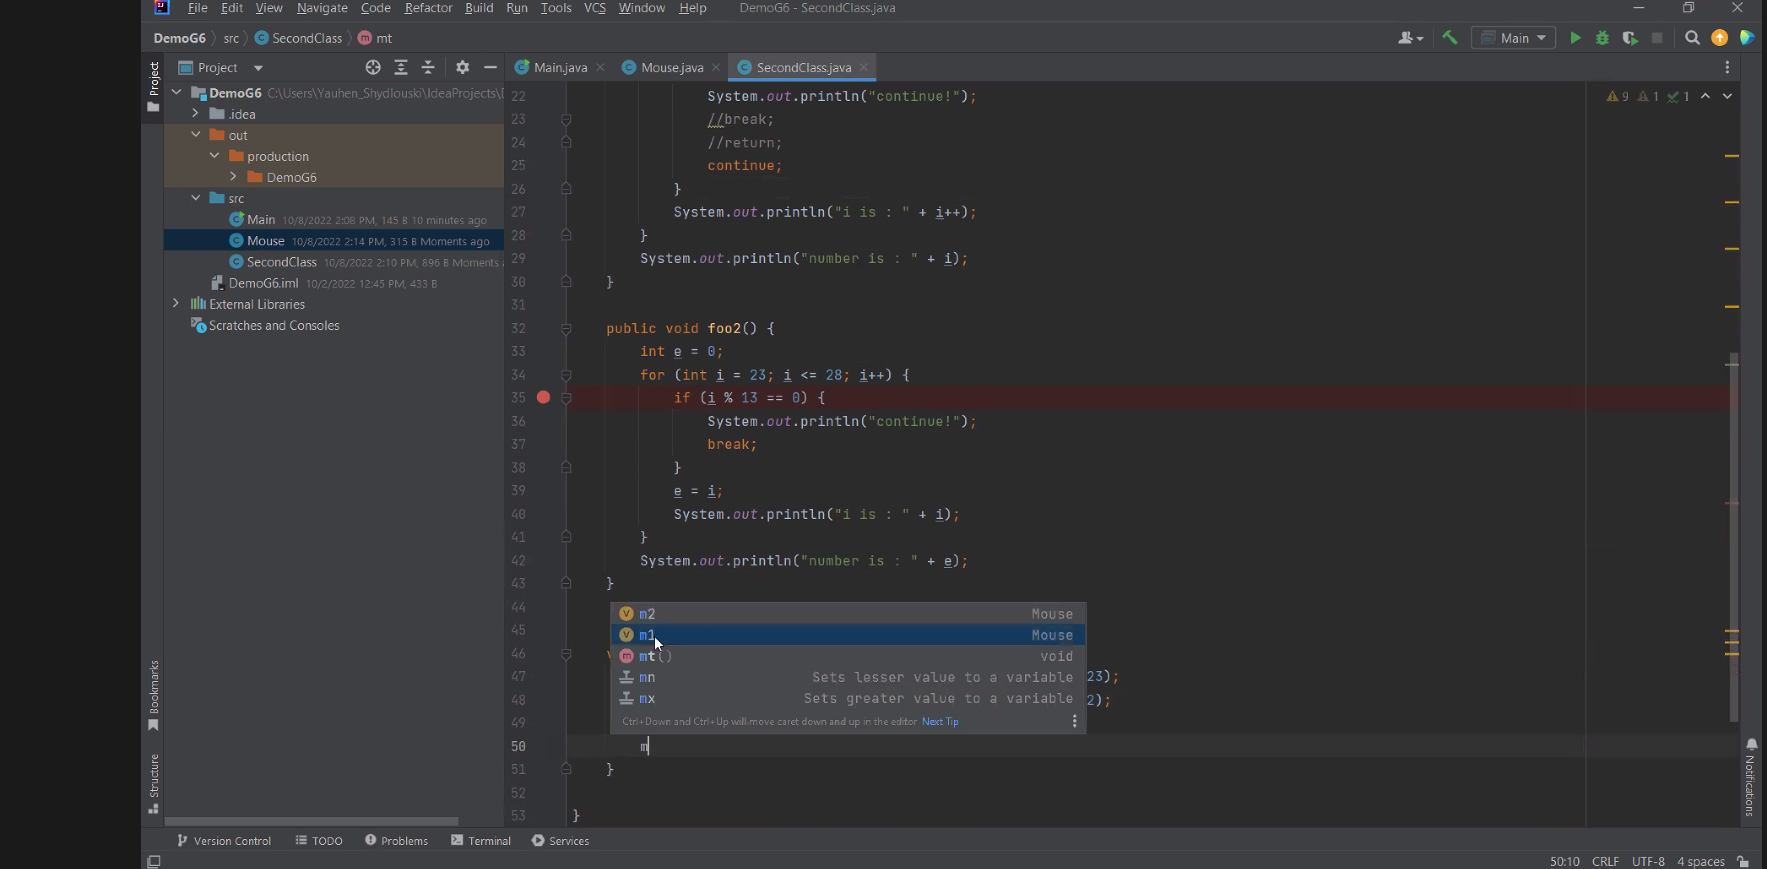 File Edit View Navigate Code Refactor Build Run Tools VCS Window Help DemoG6 - SecondClass.java
DemoG6 src SecondClass mt Main
Project Project Main.java Mouse.java SecondClass.java
DemoG6 C:\Users\Yauhen_Shydlouski\IdeaProjects\
.idea
out
production
DemoG6
src
Main 10/8/2022 2:08 PM, 145 B 10 minutes ago
Mouse 10/8/2022 2:14 PM, 315 B Moments ago
SecondClass 10/8/2022 2:10 PM, 896 B Moments
DemoG6.iml 10/2/2022 12:45 PM, 433 B
External Libraries
Scratches and Consoles
9 1 1
22 System.out.println("continue!");
23 //break;
24 //return;
25 continue;
26 }
27 System.out.println("i is : " + i++);
28 }
29 System.out.println("number is : " + i);
30 }
31
32 public void foo2() {
33 int e = 0;
34 for (int i = 23; i <= 28; i++) {
35 if (i % 13 == 0) {
36 System.out.println("continue!");
37 break;
38 }
39 e = i;
40 System.out.println("i is : " + i);
41 }
42 System.out.println("number is : " + e);
43 }
44
45
46
47 23);
48 2);
49
50 m
51 }
52
53 }
m2 Mouse
m1 Mouse
mt() void
mn Sets lesser value to a variable
mx Sets greater value to a variable
Ctrl+Down and Ctrl+Up will move caret down and up in the editor Next Tip
Bookmarks
Structure
Notifications
Version Control TODO Problems Terminal Services
50:10 CRLF UTF-8 4 spaces